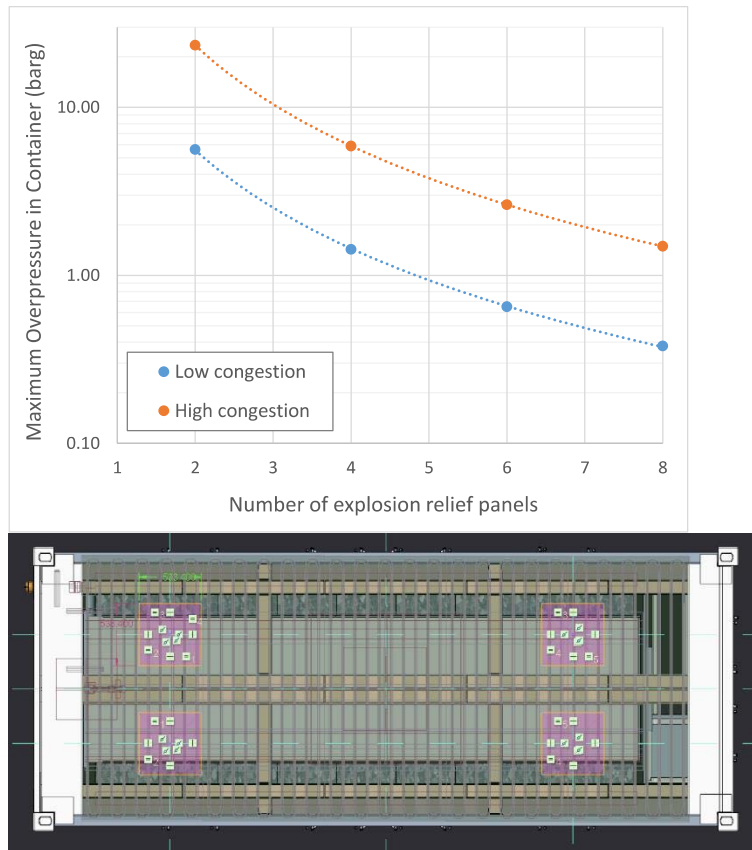 Maximum Overpressure in Container (barg)
10.00
1.00
0.10
Low congestion
High congestion
1 2 3 4 5 6 7 8
Number of explosion relief panels